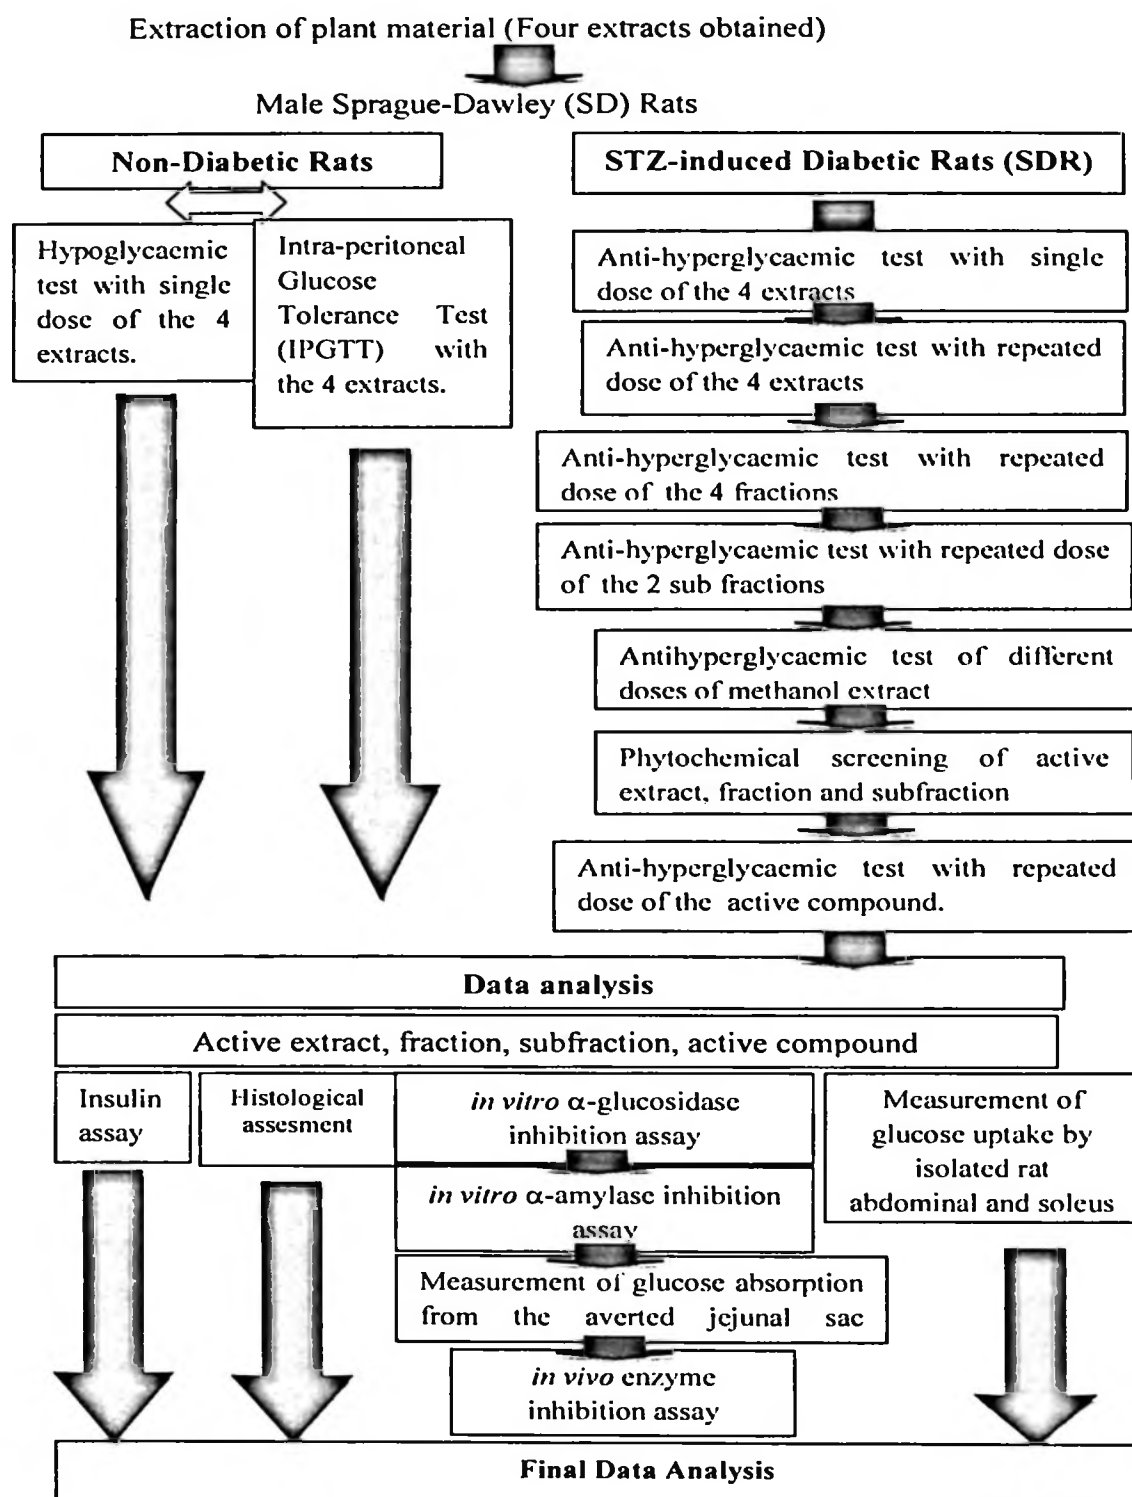 Extraction of plant material (Four extracts obtained)
Male Sprague-Dawley (SD) Rats
Non-Diabetic Rats
Hypoglycaemic
test with single
dose of the 4
extracts.
Intra-peritoneal
Glucose
Tolerance Test
(IPGTT) with
the 4 extracts.
STZ-induced Diabetic Rats (SDR)
Anti-hyperglycaemic test with single
dose of the 4 extracts
Anti-hyperglycaemic test with repeated
dose of the 4 extracts
Anti-hyperglycaemic test with repeated
dose of the 4 fractions
Anti-hyperglycaemic test with repeated dose
of the 2 sub fractions
Antihyperglycaemic test of different
doses of methanol extract
Phytochemical screening of active
extract, fraction and subfraction
Anti-hyperglycaemic test with repeated
dose of the active compound.
Data analysis
Active extract, fraction, subfraction, active compound
Insulin
assay
Histological
assesment
in vitro α-glucosidase
inhibition assay
in vitro α-amylase inhibition
assay
Measurement of glucose absorption
from the averted jejunal sac
in vivo enzyme
inhibition assay
Measurement of
glucose uptake by
isolated rat
abdominal and soleus
Final Data Analysis